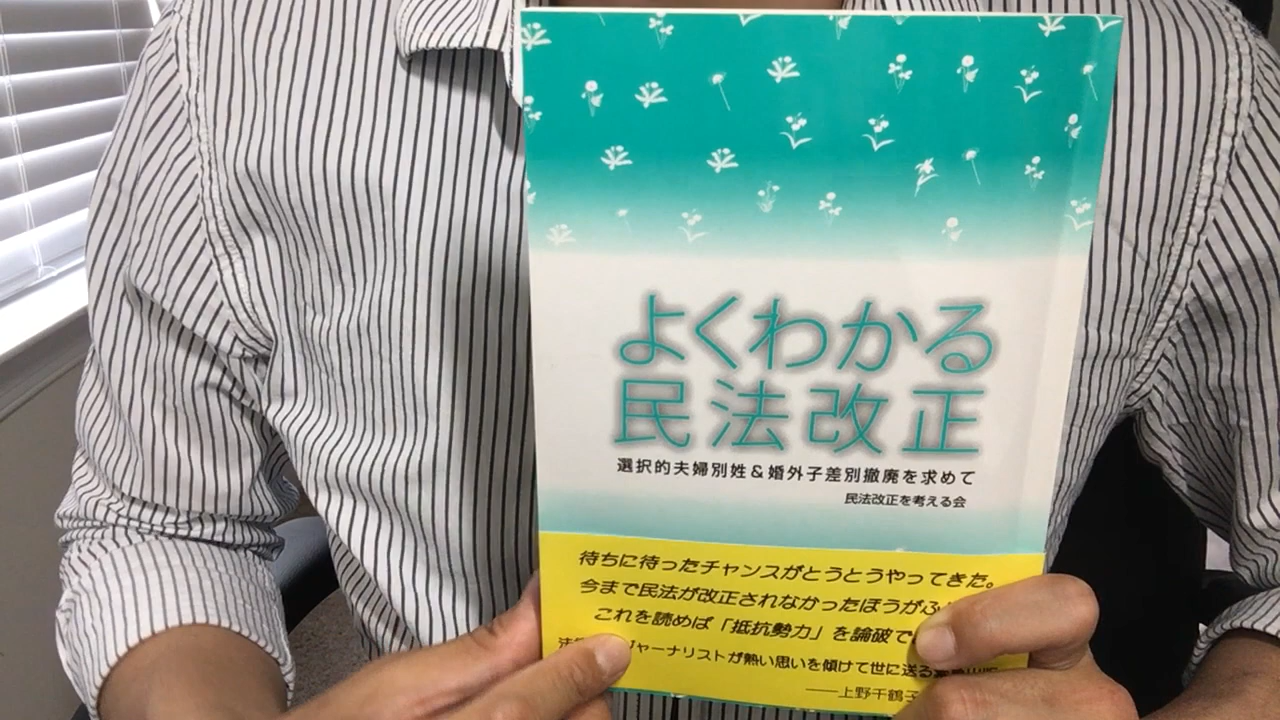 よくわかる
民法改正
選択的夫婦別姓&婚外子差別撤廃を求めて
民法改正を考える会
待ちに待ったチャンスがとうとうやってきた。
今まで民法が改正されなかったほうがふ
これを読めば「抵抗勢力」を論破で
法 ャーナリストが熱い思いを傾けて世に送る
──上野千鶴子